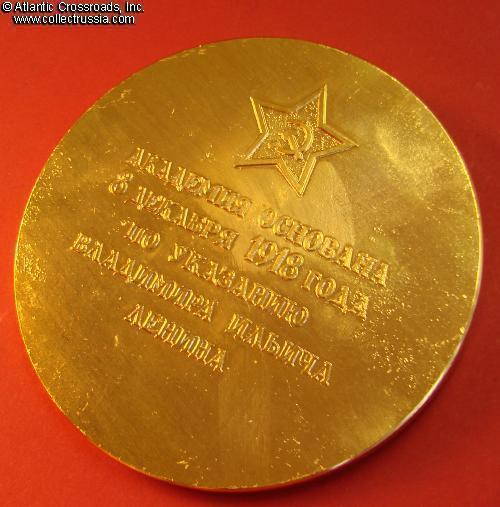 © Atlantic Crossroads, Inc.
www.collectrussia.com
АКАДЕМИЯ ОСНОВАНА
8 ДЕКАБРЯ 1918 ГОДА
ПО УКАЗАНИЮ
ВЛАДИМИРА ИЛЬИЧА
ЛЕНИНА